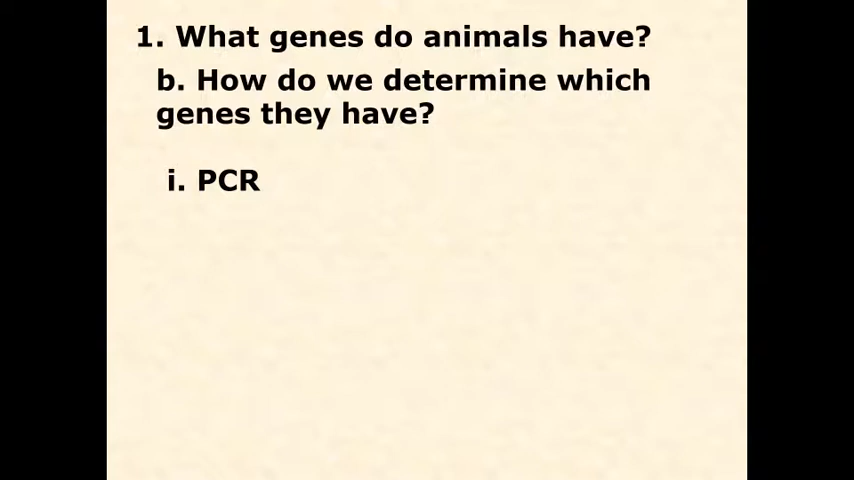 1. What genes do animals have?
b. How do we determine which
genes they have?
i. PCR